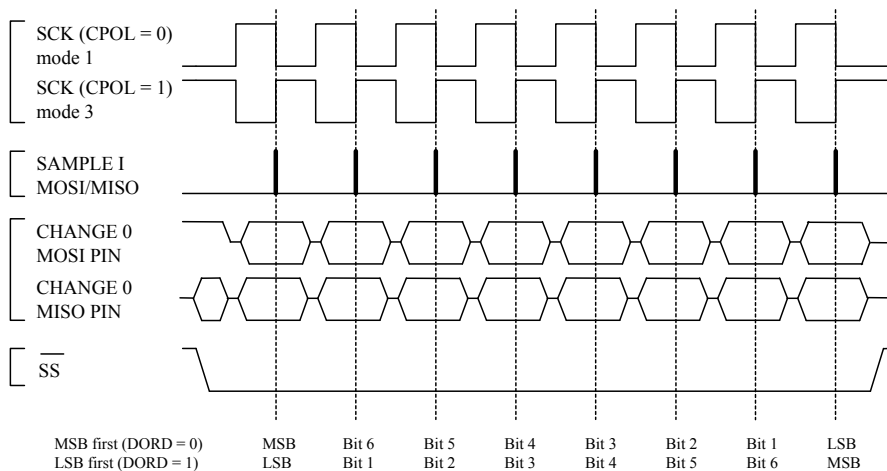 SCK (CPOL = 0)
mode 1
SCK (CPOL = 1)
mode 3
SAMPLE I
MOSI/MISO
CHANGE 0
MOSI PIN
CHANGE 0
MISO PIN
SS
MSB first (DORD = 0) MSB Bit 6 Bit 5 Bit 4 Bit 3 Bit 2 Bit 1 LSB
LSB first (DORD = 1) LSB Bit 1 Bit 2 Bit 3 Bit 4 Bit 5 Bit 6 MSB